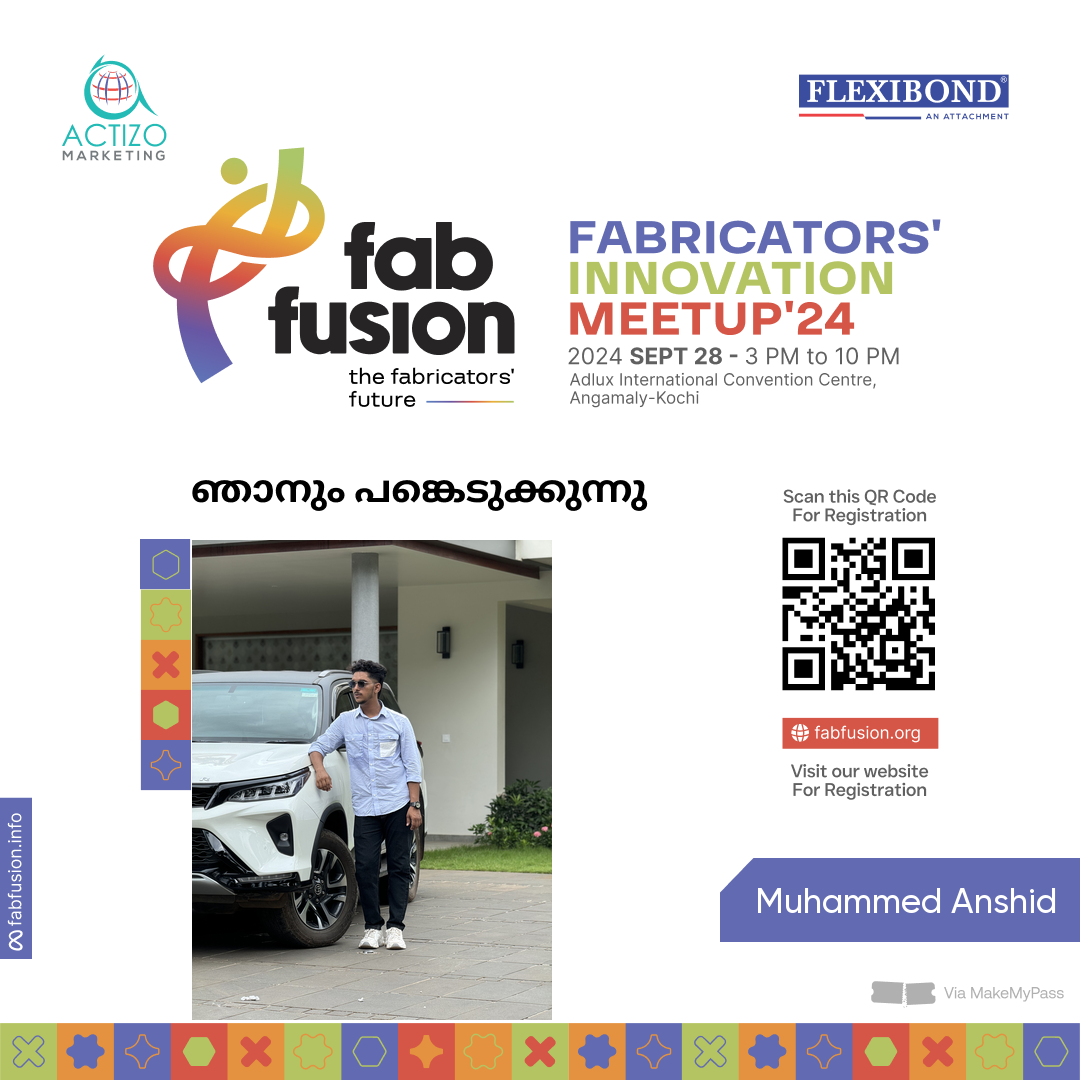 ACTIZO
MARKETING
FLEXIBOND®
AN ATTACHMENT
fab
fusion
the fabricators'
future
FABRICATORS'
INNOVATION
MEETUP'24
2024 SEPT 28 - 3 PM to 10 PM
Adlux International Convention Centre,
Angamaly-Kochi
ഞാനും പങ്കെടുക്കുന്നു
Scan this QR Code
For Registration
fabfusion.org
Visit our website
For Registration
fabfusion.info
Muhammed Anshid
Via MakeMyPass